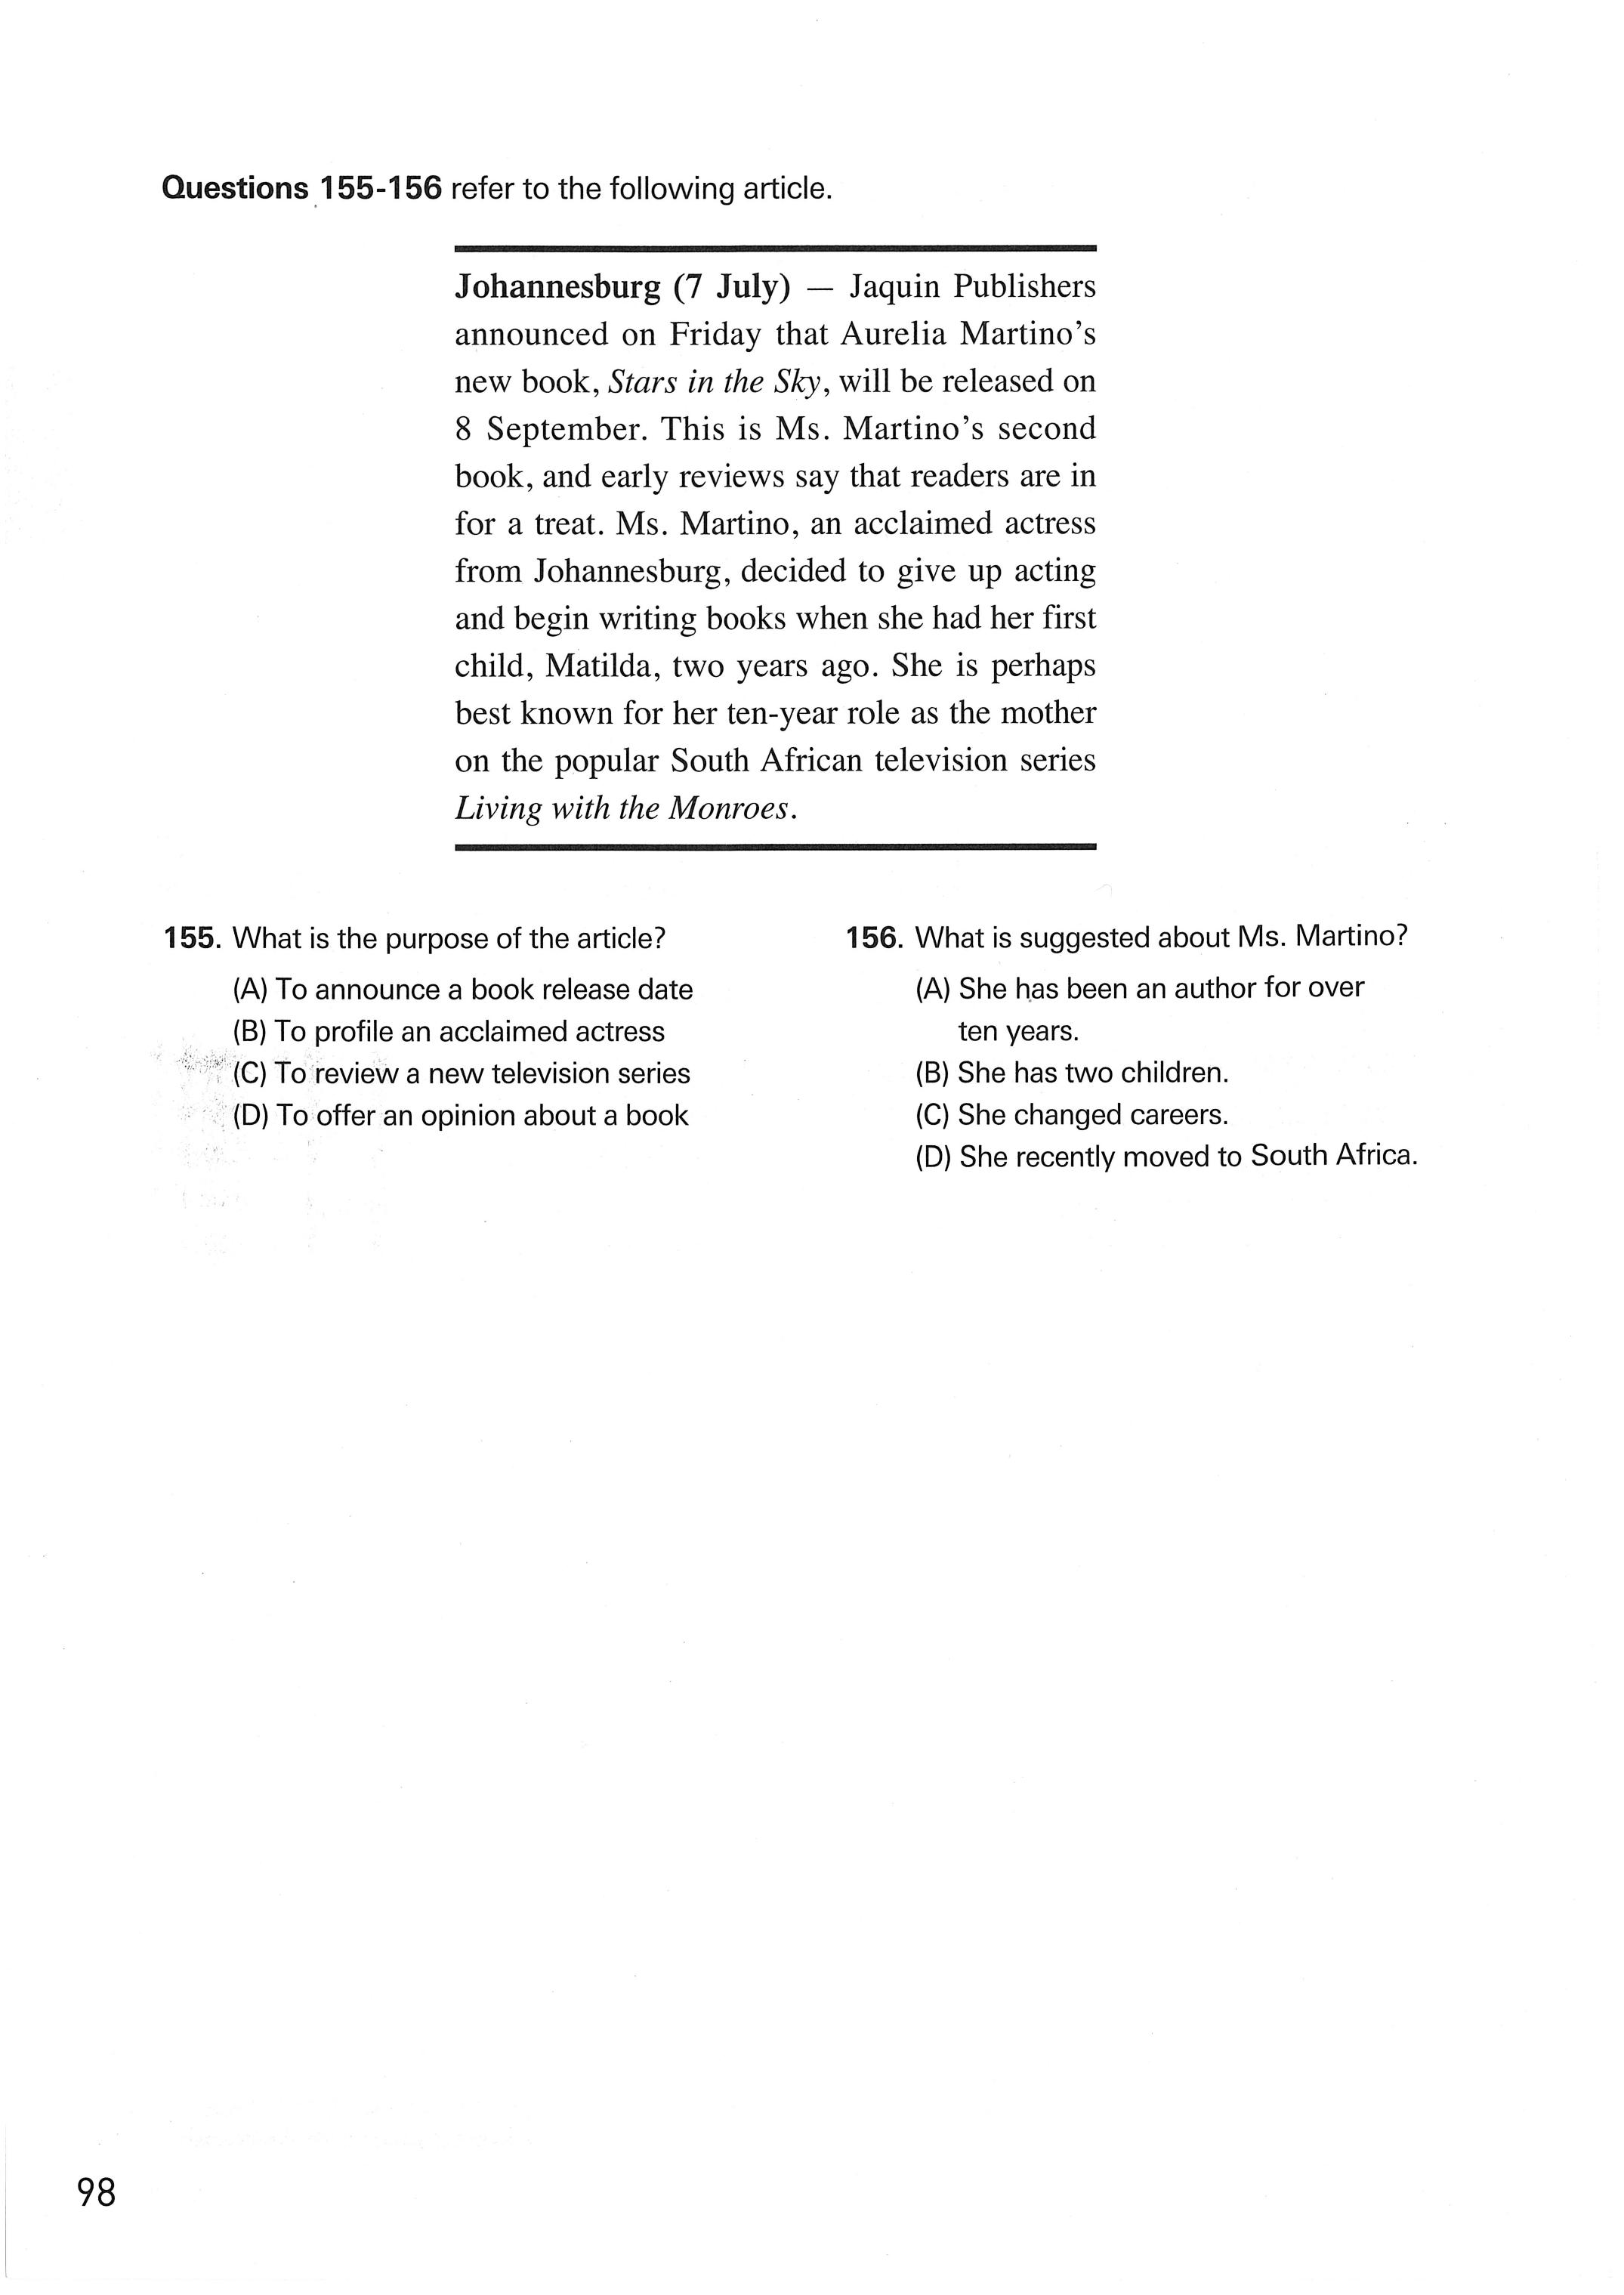 Questions 155-156 refer to the following article.
Johannesburg (7 July) — Jaquin Publishers
announced on Friday that Aurelia Martino's
new book, Stars in the Sky, will be released on
8 September. This is Ms. Martino's second
book, and early reviews say that readers are in
for a treat. Ms. Martino, an acclaimed actress
from Johannesburg, decided to give up acting
and begin writing books when she had her first
child, Matilda, two years ago. She is perhaps
best known for her ten-year role as the mother
on the popular South African television series
Living with the Monroes.
155. What is the purpose of the article?
(A) To announce a book release date
(B) To profile an acclaimed actress
(C) To review a new television series
(D) To offer an opinion about a book
156. What is suggested about Ms. Martino?
(A) She has been an author for over
ten years.
(B) She has two children.
(C) She changed careers.
(D) She recently moved to South Africa.
98